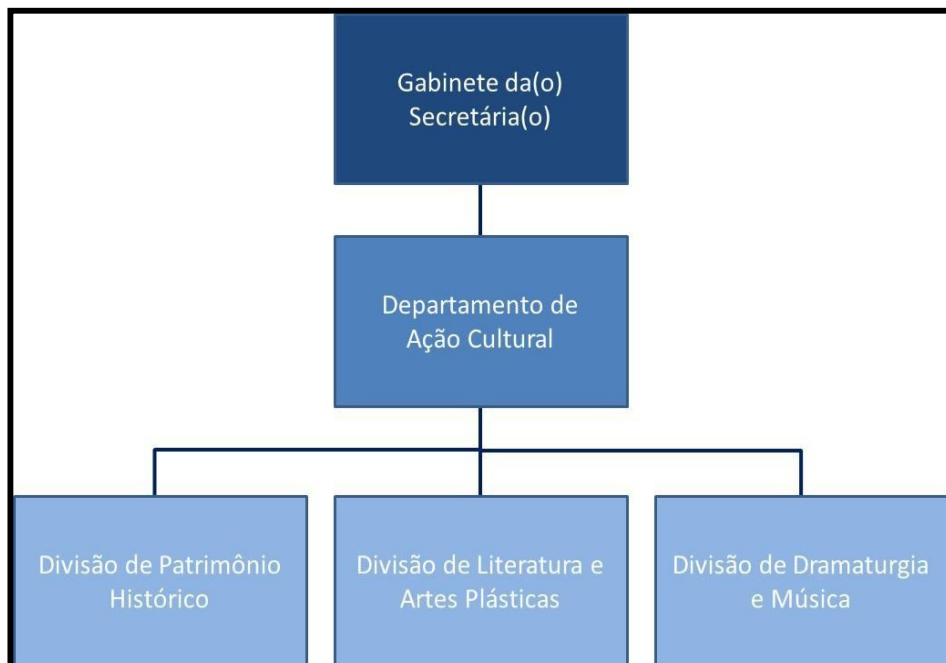 Gabinete da(o)
Secretária(o)
Departamento de
Ação Cultural
Divisão de Patrimônio
Histórico
Divisão de Literatura e
Artes Plásticas
Divisão de Dramaturgia
e Música